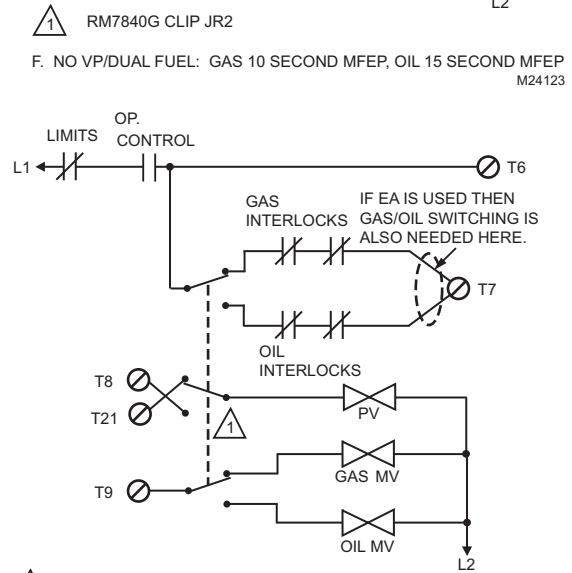 L2
1 RM7840G CLIP JR2
F. NO VP/DUAL FUEL: GAS 10 SECOND MFEP, OIL 15 SECOND MFEP
M24123
LIMITS
OP.
CONTROL
L1
T6
GAS
INTERLOCKS
IF EA IS USED THEN
GAS/OIL SWITCHING IS
ALSO NEEDED HERE.
T7
OIL
INTERLOCKS
T8
T21
1
PV
T9
GAS MV
OIL MV
L2